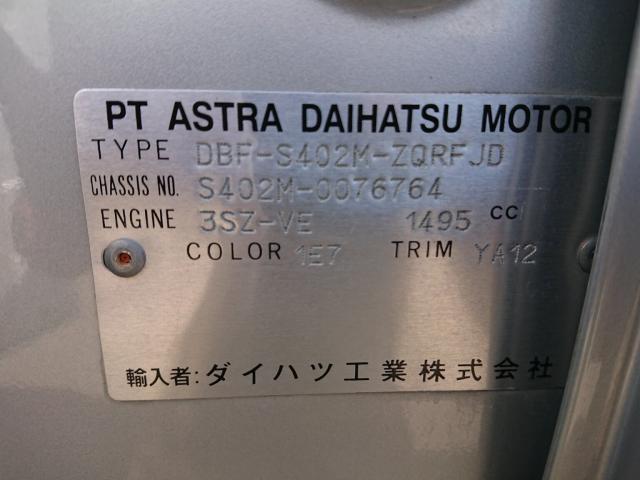 PT ASTRA DAIHATSU MOTOR
TYPE DBF-S402M-ZQRFJD
CHASSIS NO. S402M-0076764
ENGINE 3SZ-VE 1495 CC
COLOR 1E7 TRIM YA12
輸入者:ダイハツ工業株式会社